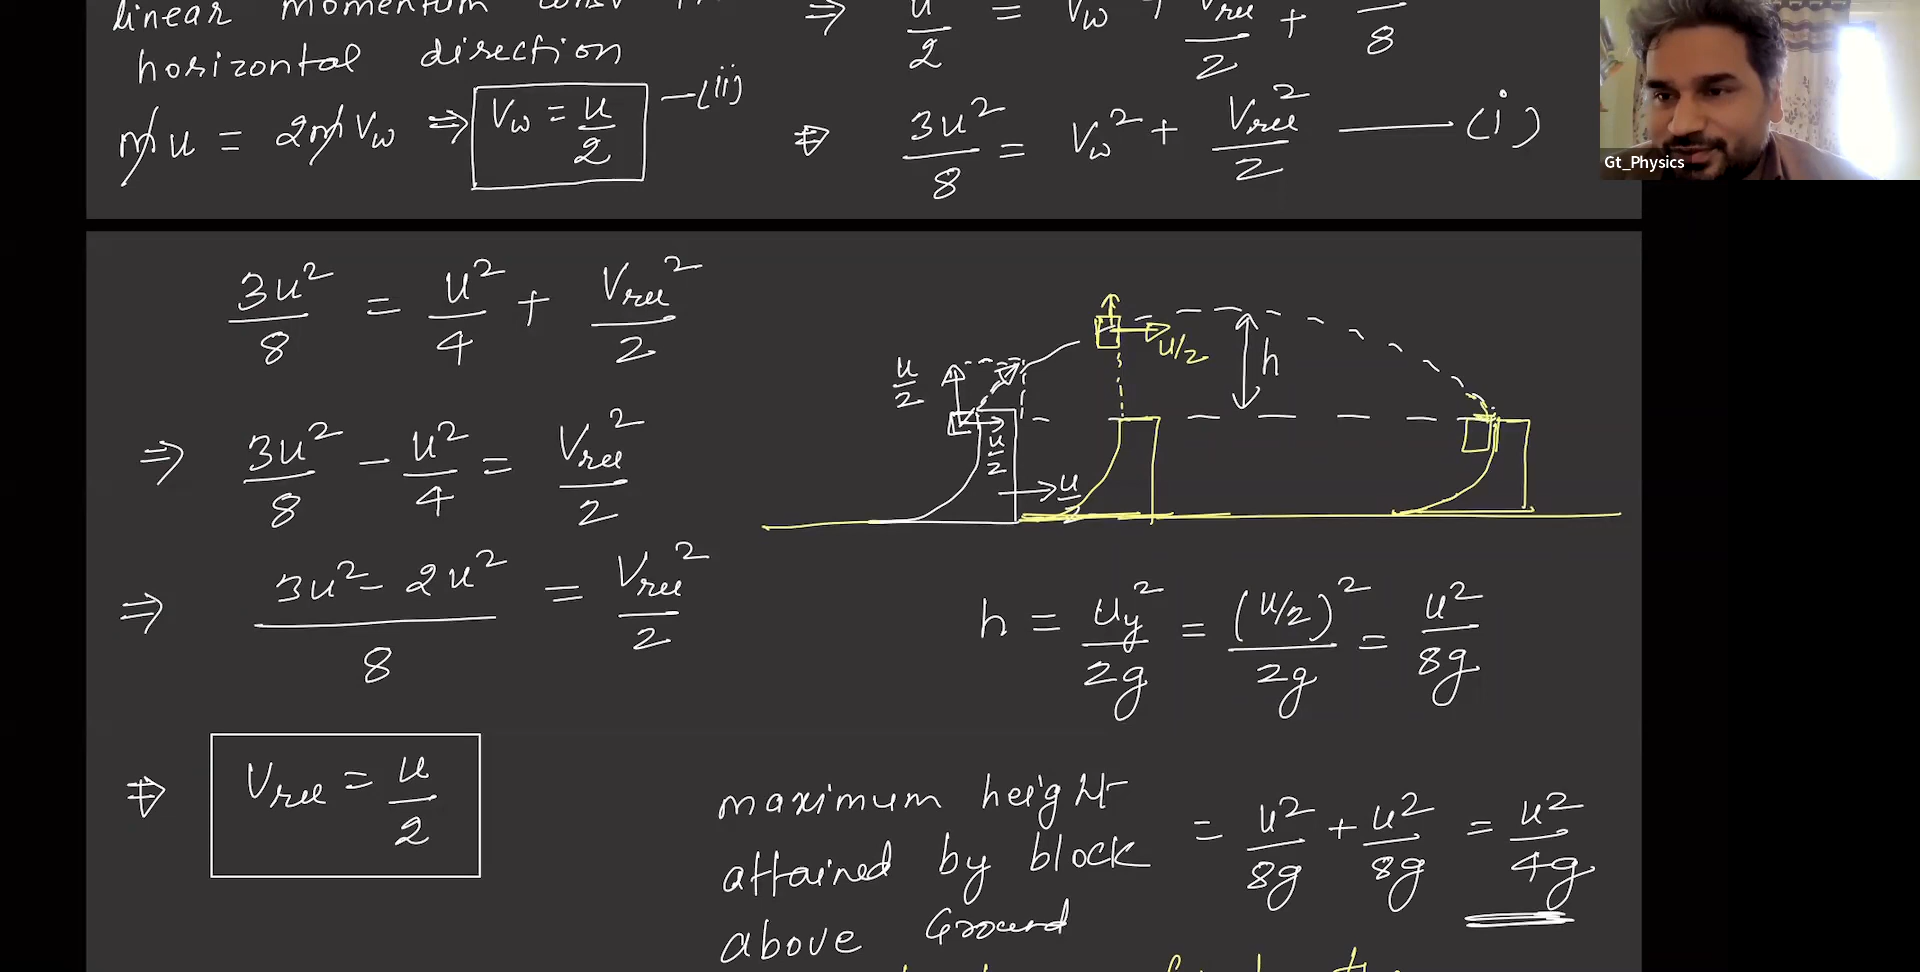 linear momentum
horizontal direction
m u = 2m Vw ⇒ Vw = u/2 —(ii)
⇒ u/2 = Vw + Vrel/2 + /8
⇒ 3u²/8 = Vw² + Vrel²/2 — (i)
Gt_Physics
3u²/8 = u²/4 + Vrel²/2
⇒ 3u²/8 − u²/4 = Vrel²/2
⇒ 3u² − 2u²/8 = Vrel²/2
⇒ Vrel = u/2
u/2
u/2
u/2
u/2
h
h = uy²/2g = (u/2)²/2g = u²/8g
maximum height
attained by block
above Ground
= u²/8g + u²/8g = u²/4g